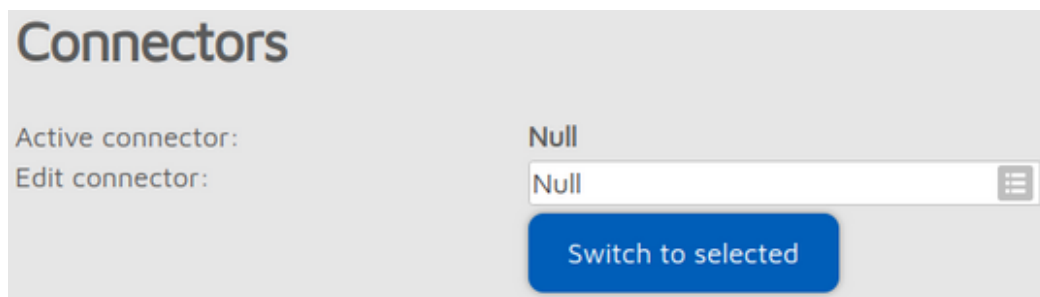 Connectors
Active connector: Null
Edit connector: Null
Switch to selected